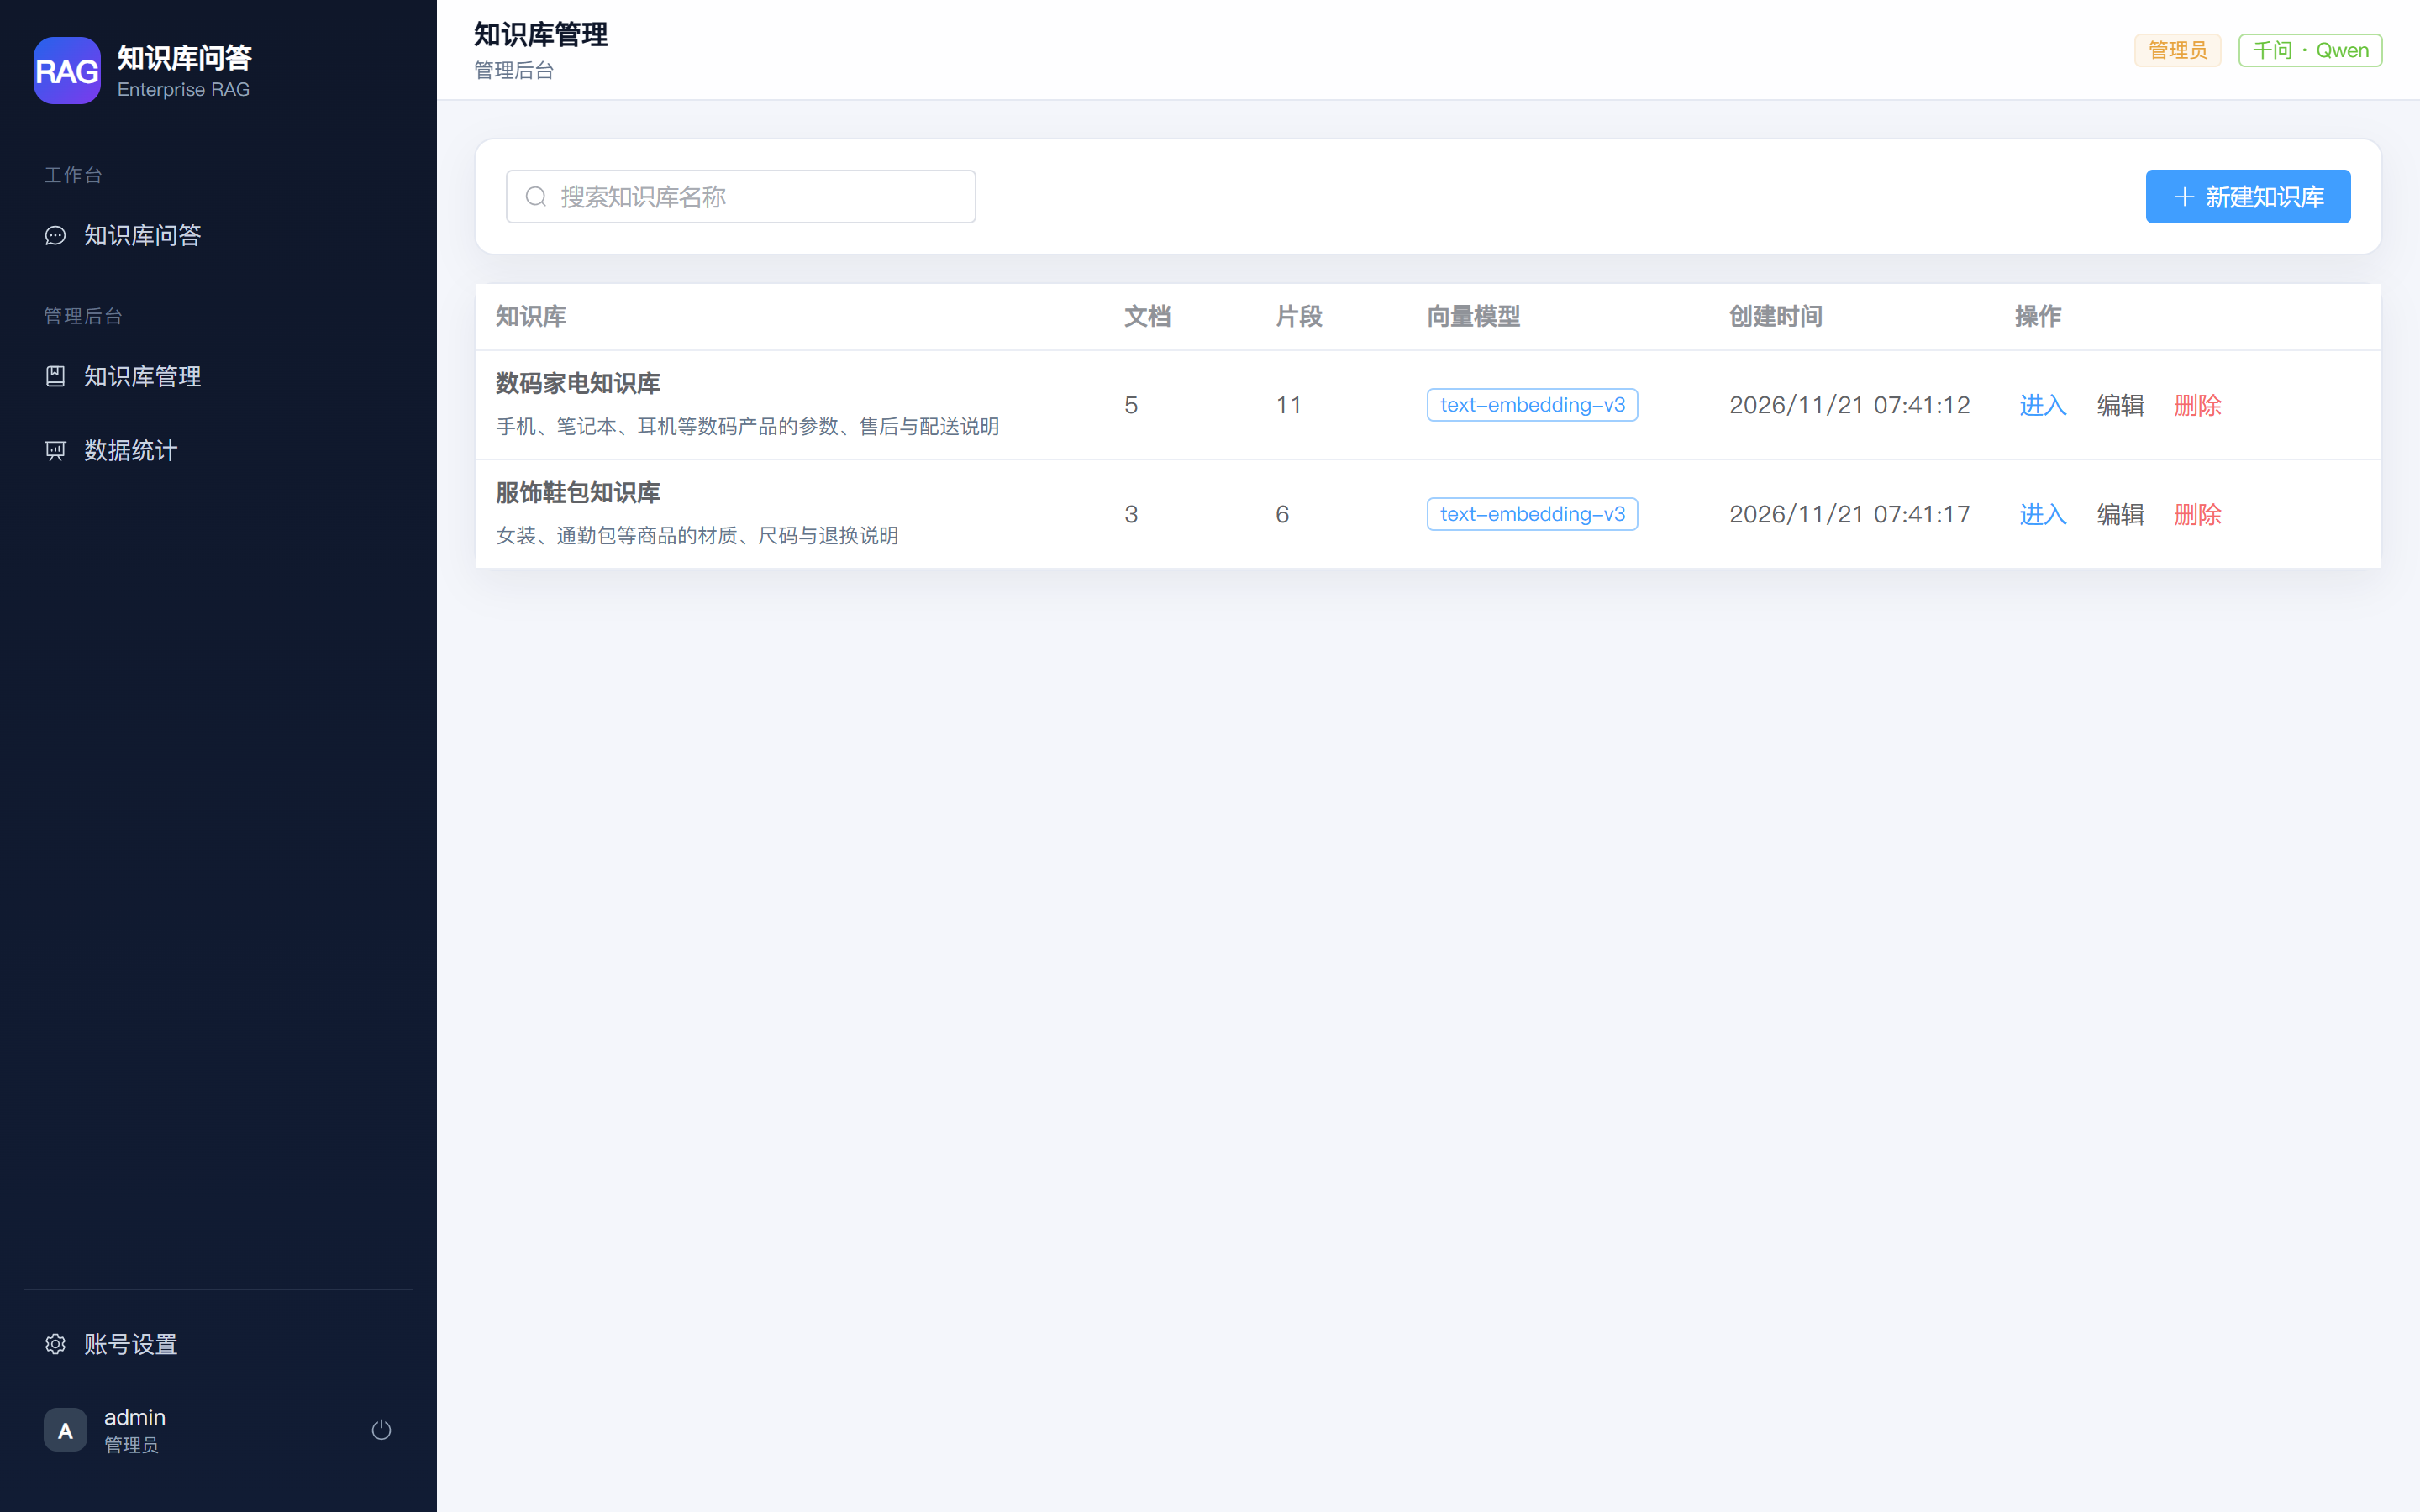 RAG
知识库问答
Enterprise RAG
工作台
知识库问答
管理后台
知识库管理
数据统计
账号设置
A
admin
管理员
知识库管理
管理后台
管理员
千问 · Qwen
搜索知识库名称
新建知识库
知识库 文档 片段 向量模型 创建时间 操作
数码家电知识库
手机、笔记本、耳机等数码产品的参数、售后与配送说明
5 11 text-embedding-v3 2026/11/21 07:41:12 进入 编辑 删除
服饰鞋包知识库
女装、通勤包等商品的材质、尺码与退换说明
3 6 text-embedding-v3 2026/11/21 07:41:17 进入 编辑 删除